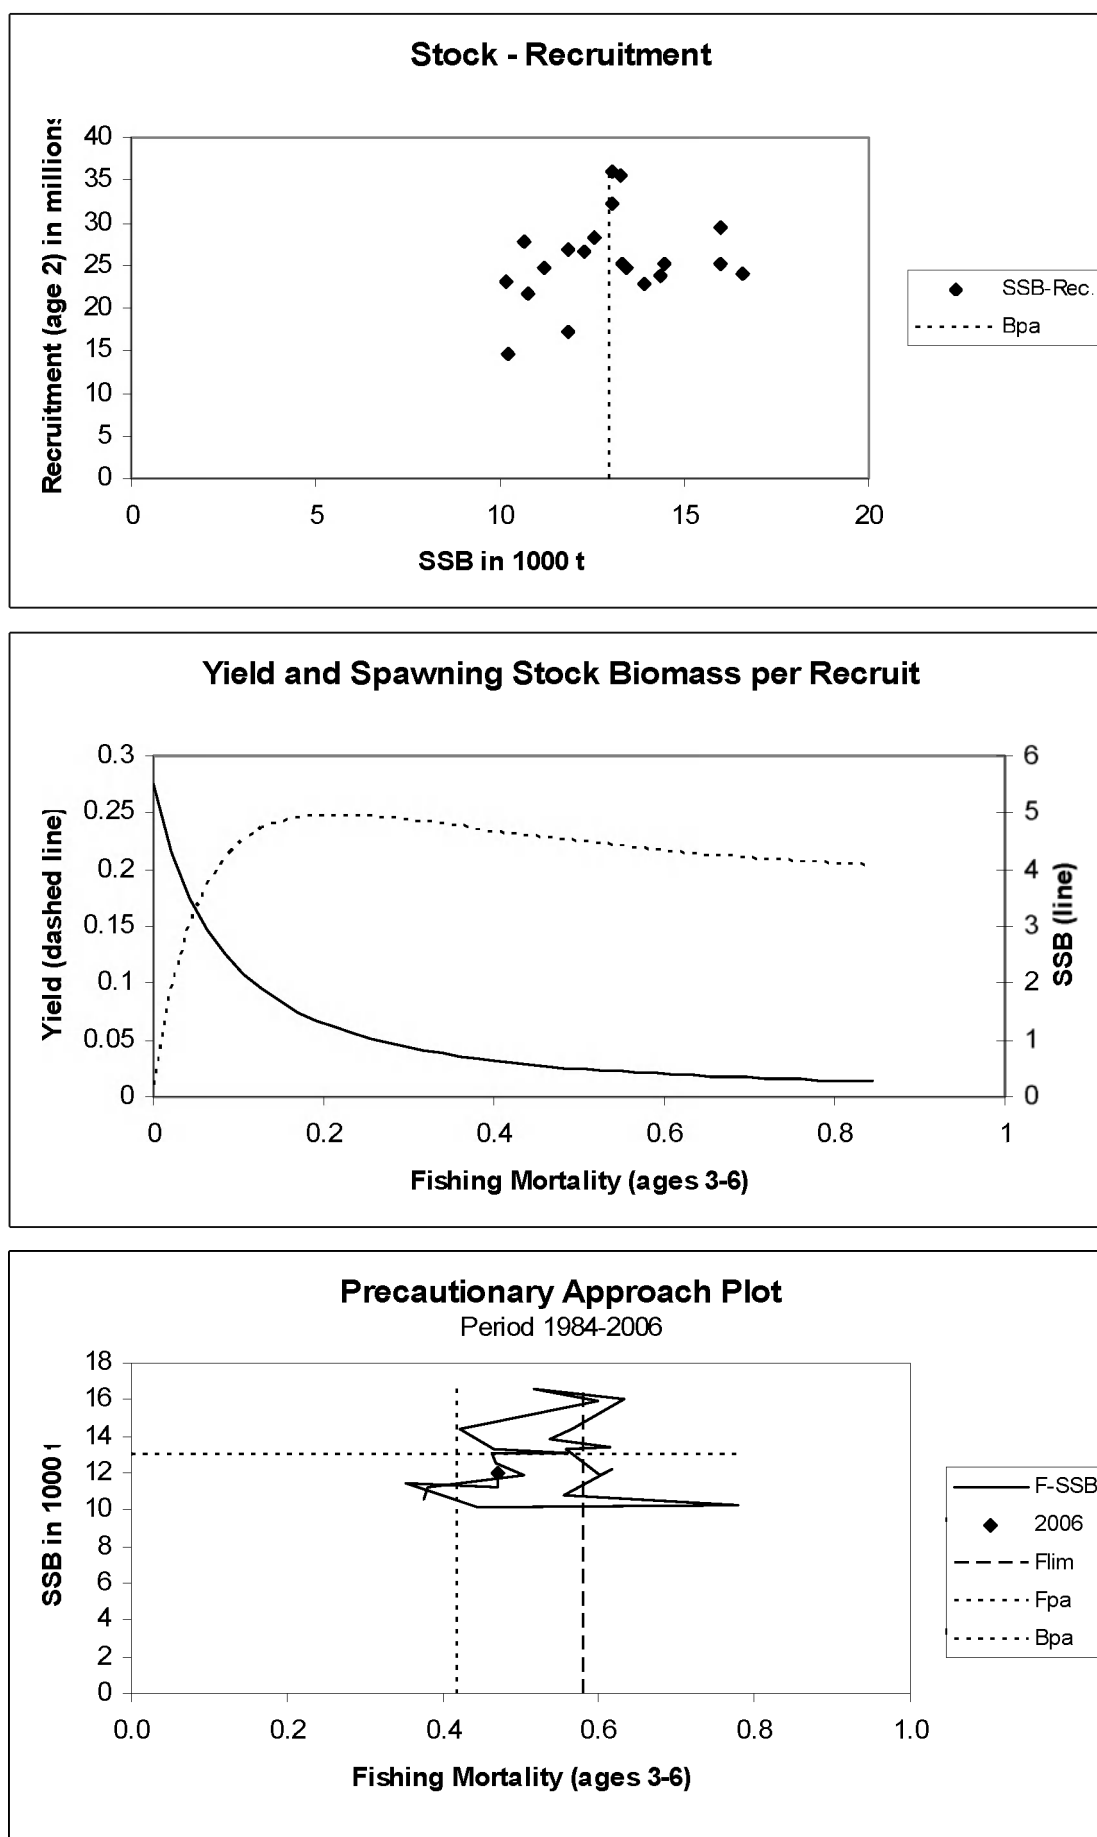 Stock - Recruitment
Recruitment (age 2) in millions
40
35
30
25
20
15
10
5
0
0 5 10 15 20
SSB in 1000 t
SSB-Rec.
Bpa
Yield and Spawning Stock Biomass per Recruit
Yield (dashed line)
0.3
0.25
0.2
0.15
0.1
0.05
0
6
5
4
3
2
1
0
SSB (line)
0 0.2 0.4 0.6 0.8 1
Fishing Mortality (ages 3-6)
Precautionary Approach Plot
Period 1984-2006
SSB in 1000 t
18
16
14
12
10
8
6
4
2
0
0.0 0.2 0.4 0.6 0.8 1.0
Fishing Mortality (ages 3-6)
F-SSB
2006
Flim
Fpa
Bpa